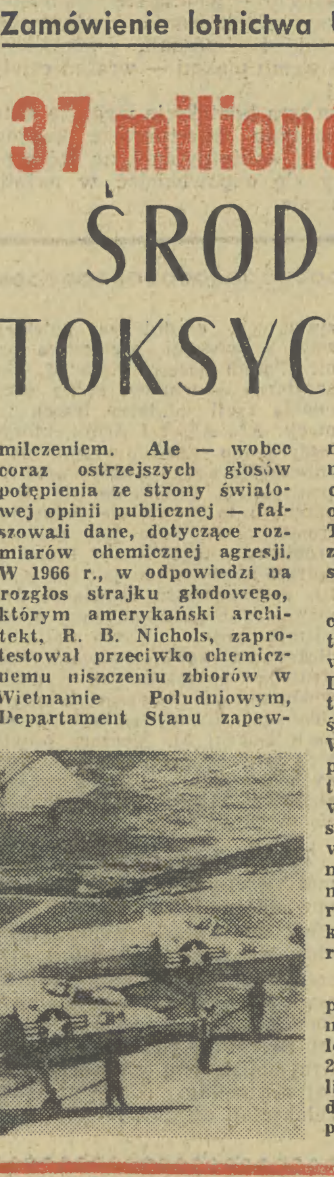 Zamówienie lotnictwa
37 milion
ŚROD
TOKSYC
milczeniem. Ale — wobec
coraz ostrzejszych głosów
potępienia ze strony świato-
wej opinii publicznej — fał-
szowali dane, dotyczące roz-
miarów chemicznej agresji.
W 1966 r., w odpowiedzi na
rozgłos strajku głodowego,
którym amerykański archi-
tekt, R. B. Nichols, zapro-
testował przeciwko chemicz-
nemu niszczeniu zbiorów w
Wietnamie Południowym,
Departament Stanu zapew-